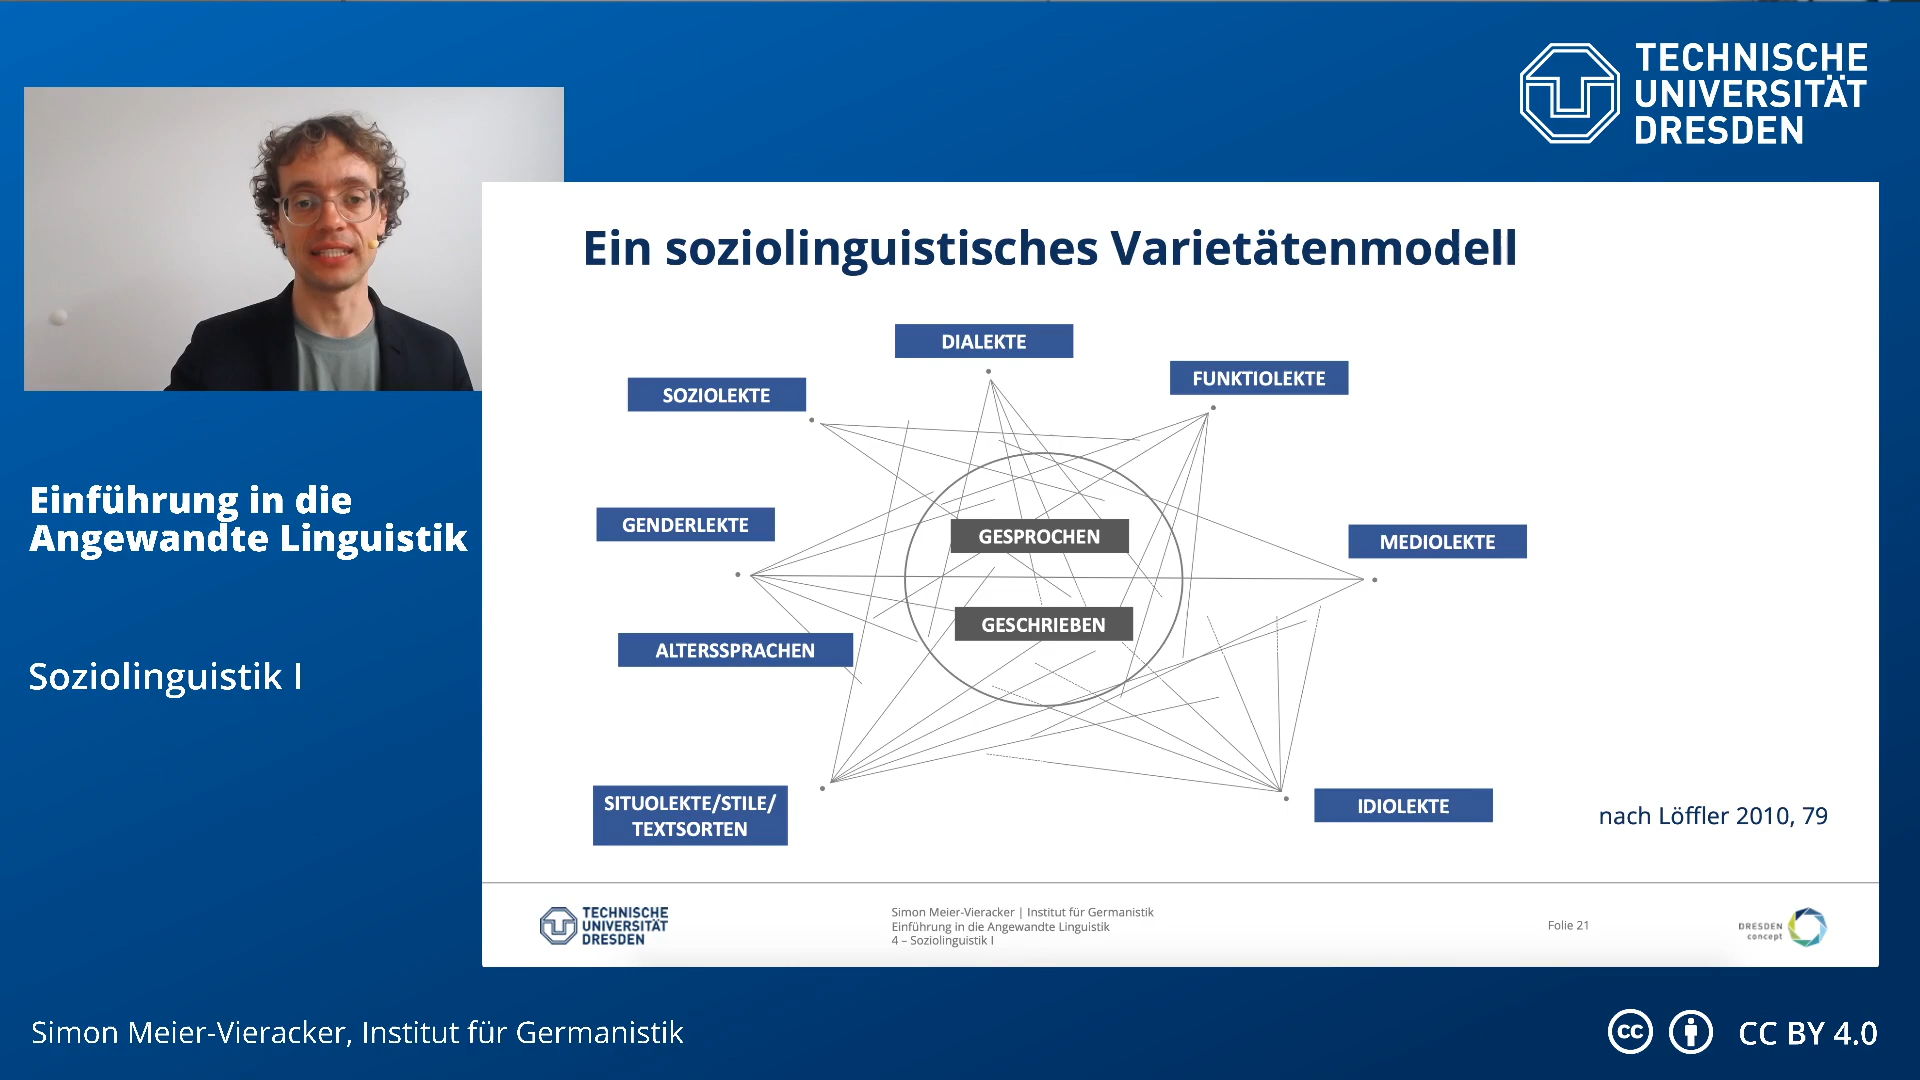 TECHNISCHE
UNIVERSITÄT
DRESDEN
Ein soziolinguistisches Varietätenmodell
DIALEKTE
FUNKTIOLEKTE
SOZIOLEKTE
Einführung in die
Angewandte Linguistik
GENDERLEKTE
GESPROCHEN
MEDIOLEKTE
GESCHRIEBEN
ALTERSSPRACHEN
Soziolinguistik I
SITUOLEKTE/STILE/
TEXTSORTEN
IDIOLEKTE
nach Löffler 2010, 79
TECHNISCHE
UNIVERSITÄT
DRESDEN
Simon Meier-Vieracker | Institut für Germanistik
Einführung in die Angewandte Linguistik
4 – Soziolinguistik I
Folie 21
DRESDEN
concept
Simon Meier-Vieracker, Institut für Germanistik
cc
CC BY 4.0